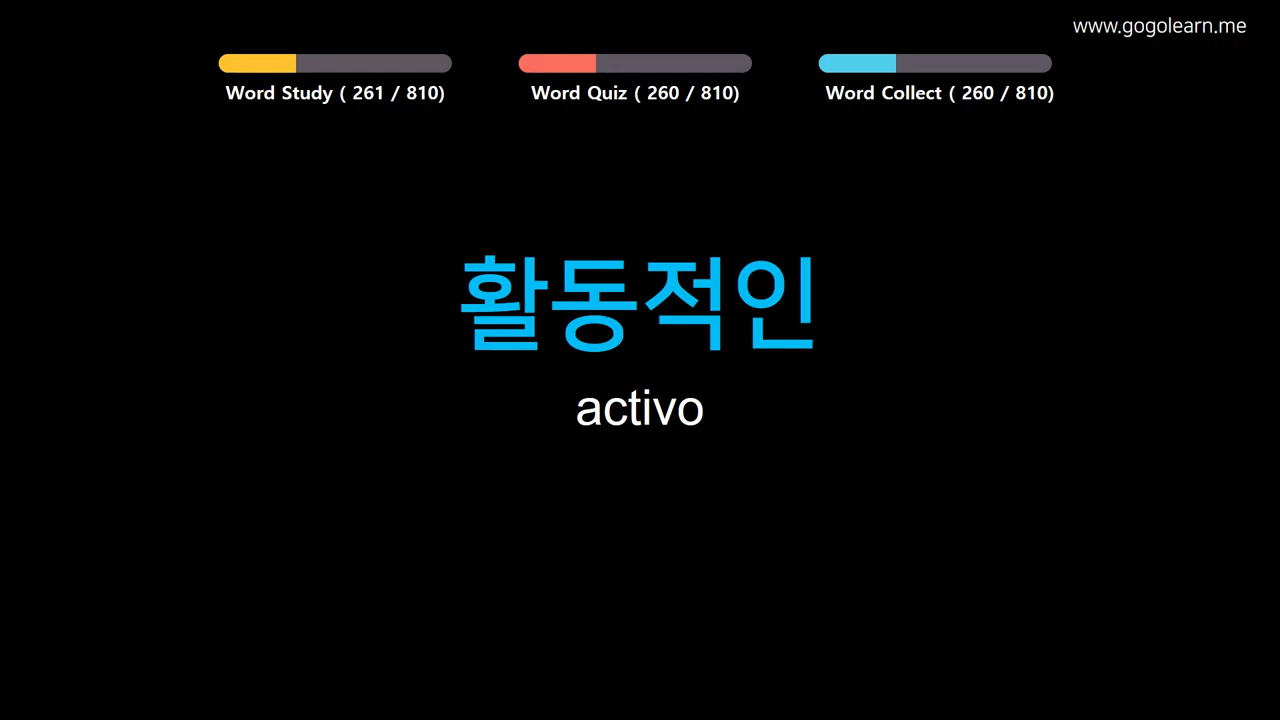 www.gogolearn.me
Word Study ( 261 / 810)
Word Quiz ( 260 / 810)
Word Collect ( 260 / 810)
활동적인
activo